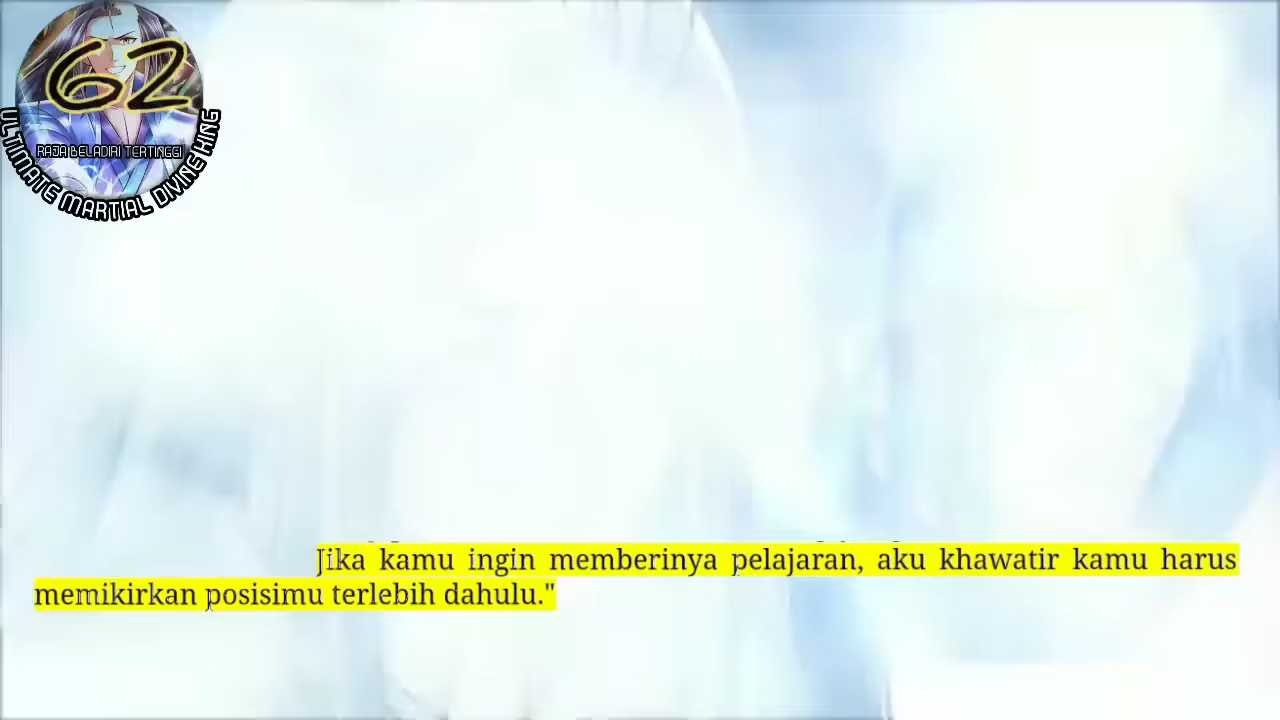 62
RAJA BELADIRI TERTINGGI
ULTIMATE MARTIAL DIVINE KING
Jika kamu ingin memberinya pelajaran, aku khawatir kamu harus
memikirkan posisimu terlebih dahulu."